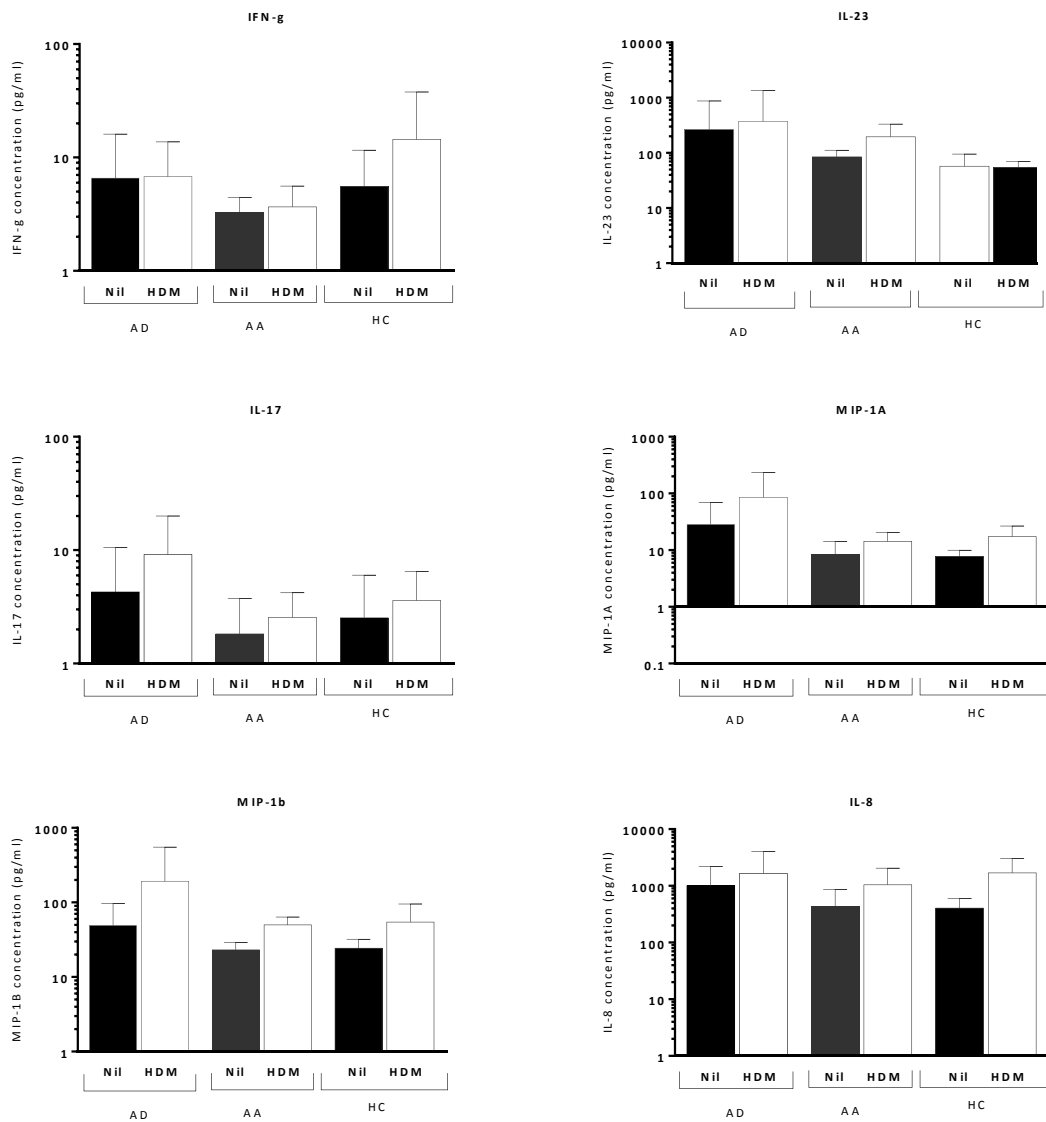 IFN-g
IFN-g concentration (pg/ml)
100
10
1
Nil HDM Nil HDM Nil HDM
AD AA HC
IL-23
IL-23 concentration (pg/ml)
10000
1000
100
10
1
Nil HDM Nil HDM Nil HDM
AD AA HC
IL-17
IL-17 concentration (pg/ml)
100
10
1
Nil HDM Nil HDM Nil HDM
AD AA HC
MIP-1A
MIP-1A concentration (pg/ml)
1000
100
10
1
0.1
Nil HDM Nil HDM Nil HDM
AD AA HC
MIP-1b
MIP-1B concentration (pg/ml)
1000
100
10
1
Nil HDM Nil HDM Nil HDM
AD AA HC
IL-8
IL-8 concentration (pg/ml)
10000
1000
100
10
1
Nil HDM Nil HDM Nil HDM
AD AA HC